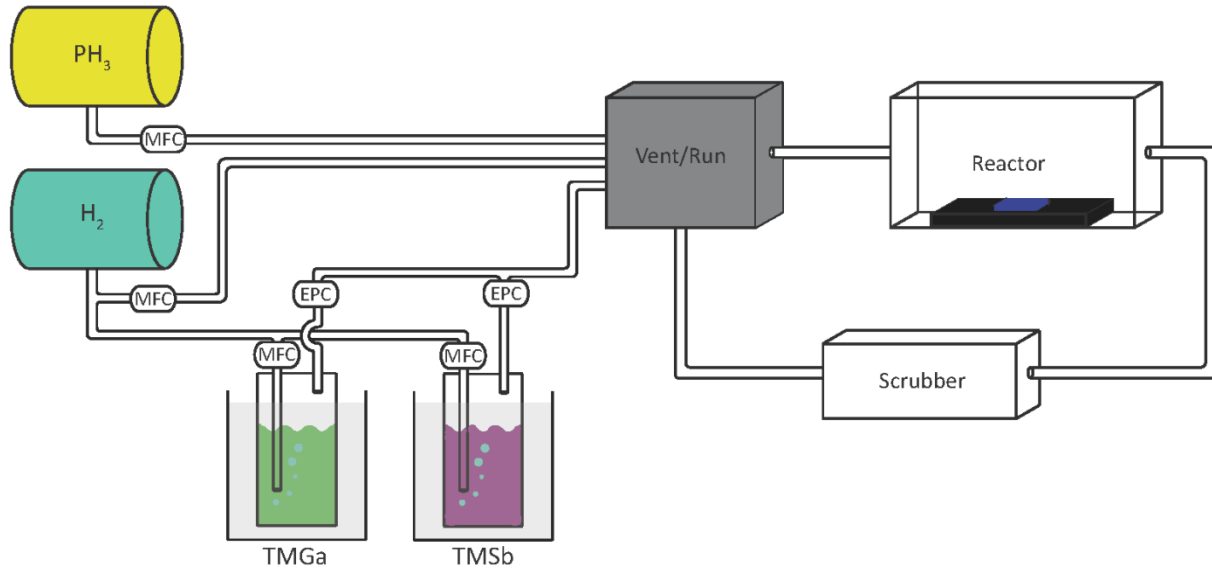 PH₃
MFC
Vent/Run
Reactor
H₂
MFC
EPC
EPC
MFC
MFC
Scrubber
TMGa
TMSb